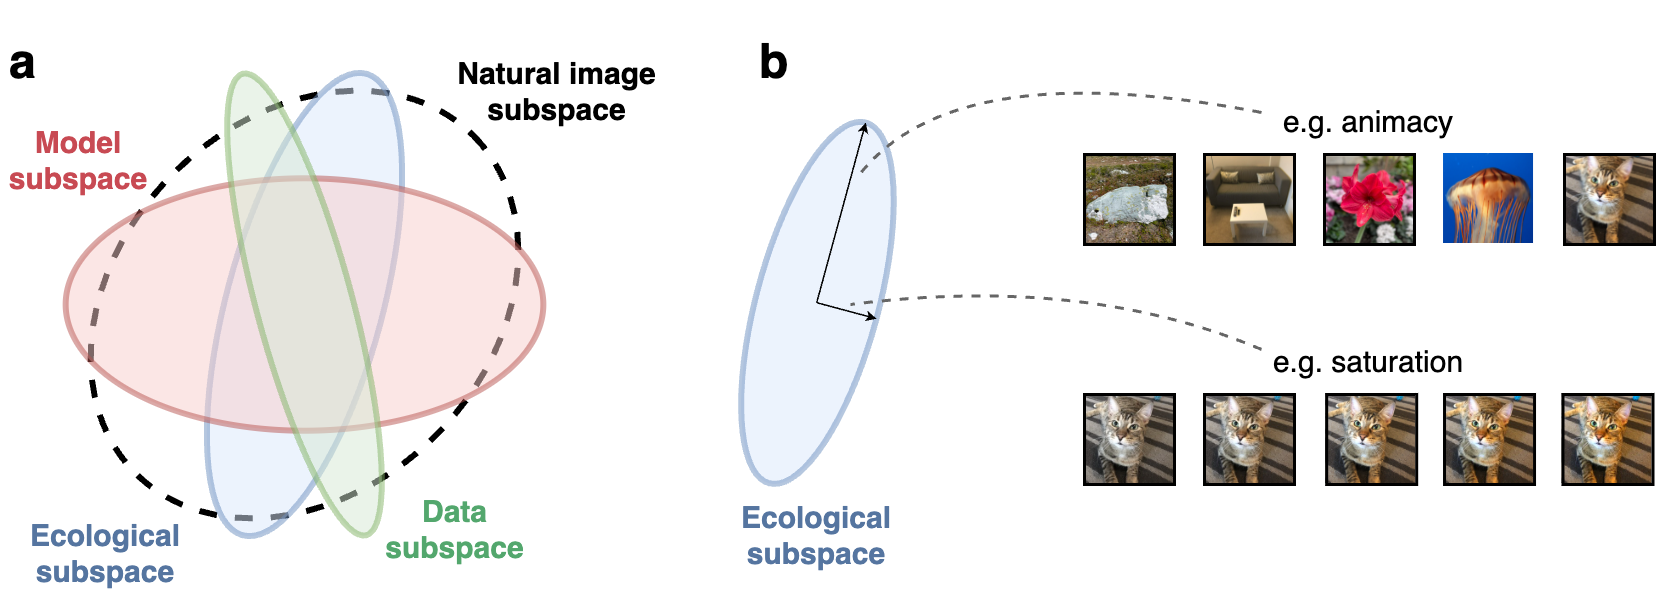 a
Natural image
subspace
Model
subspace
Ecological
subspace
Data
subspace
b
e.g. animacy
e.g. saturation
Ecological
subspace